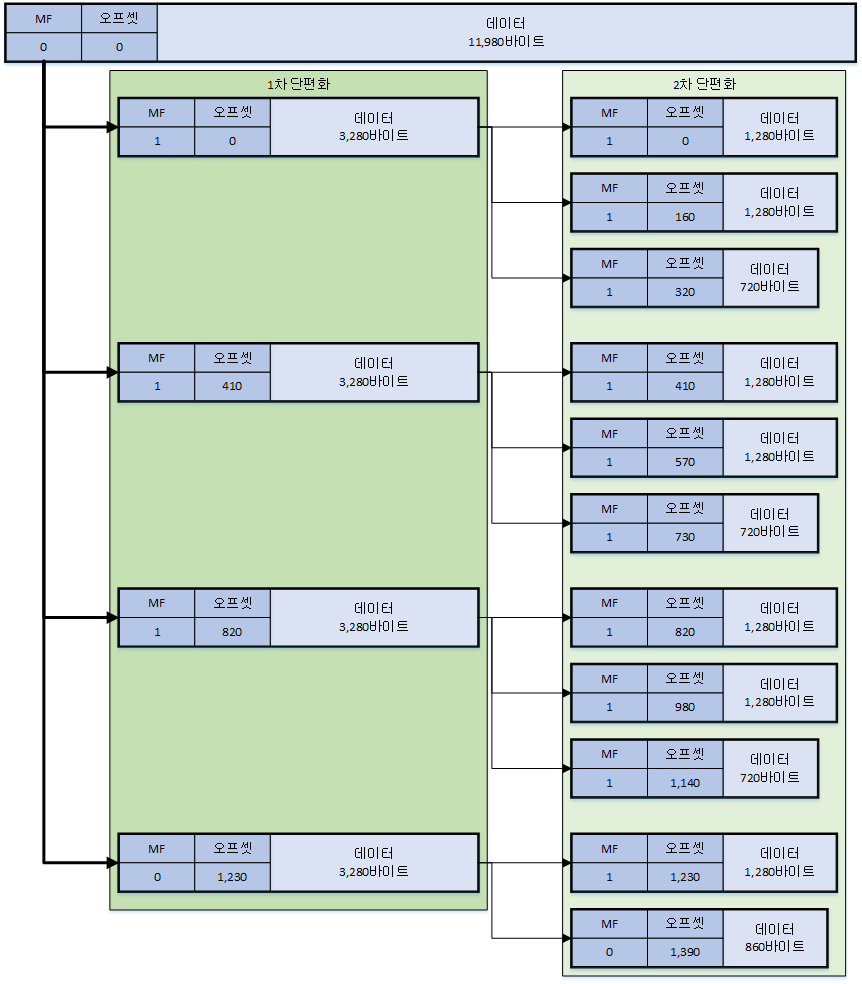 MF 오프셋 데이터
0 0 11,980바이트
1차 단편화
MF 오프셋 데이터
1 0 3,280바이트
MF 오프셋 데이터
1 410 3,280바이트
MF 오프셋 데이터
1 820 3,280바이트
MF 오프셋 데이터
0 1,230 3,280바이트
2차 단편화
MF 오프셋 데이터
1 0 1,280바이트
MF 오프셋 데이터
1 160 1,280바이트
MF 오프셋 데이터
1 320 720바이트
MF 오프셋 데이터
1 410 1,280바이트
MF 오프셋 데이터
1 570 1,280바이트
MF 오프셋 데이터
1 730 720바이트
MF 오프셋 데이터
1 820 1,280바이트
MF 오프셋 데이터
1 980 1,280바이트
MF 오프셋 데이터
1 1,140 720바이트
MF 오프셋 데이터
1 1,230 1,280바이트
MF 오프셋 데이터
0 1,390 860바이트